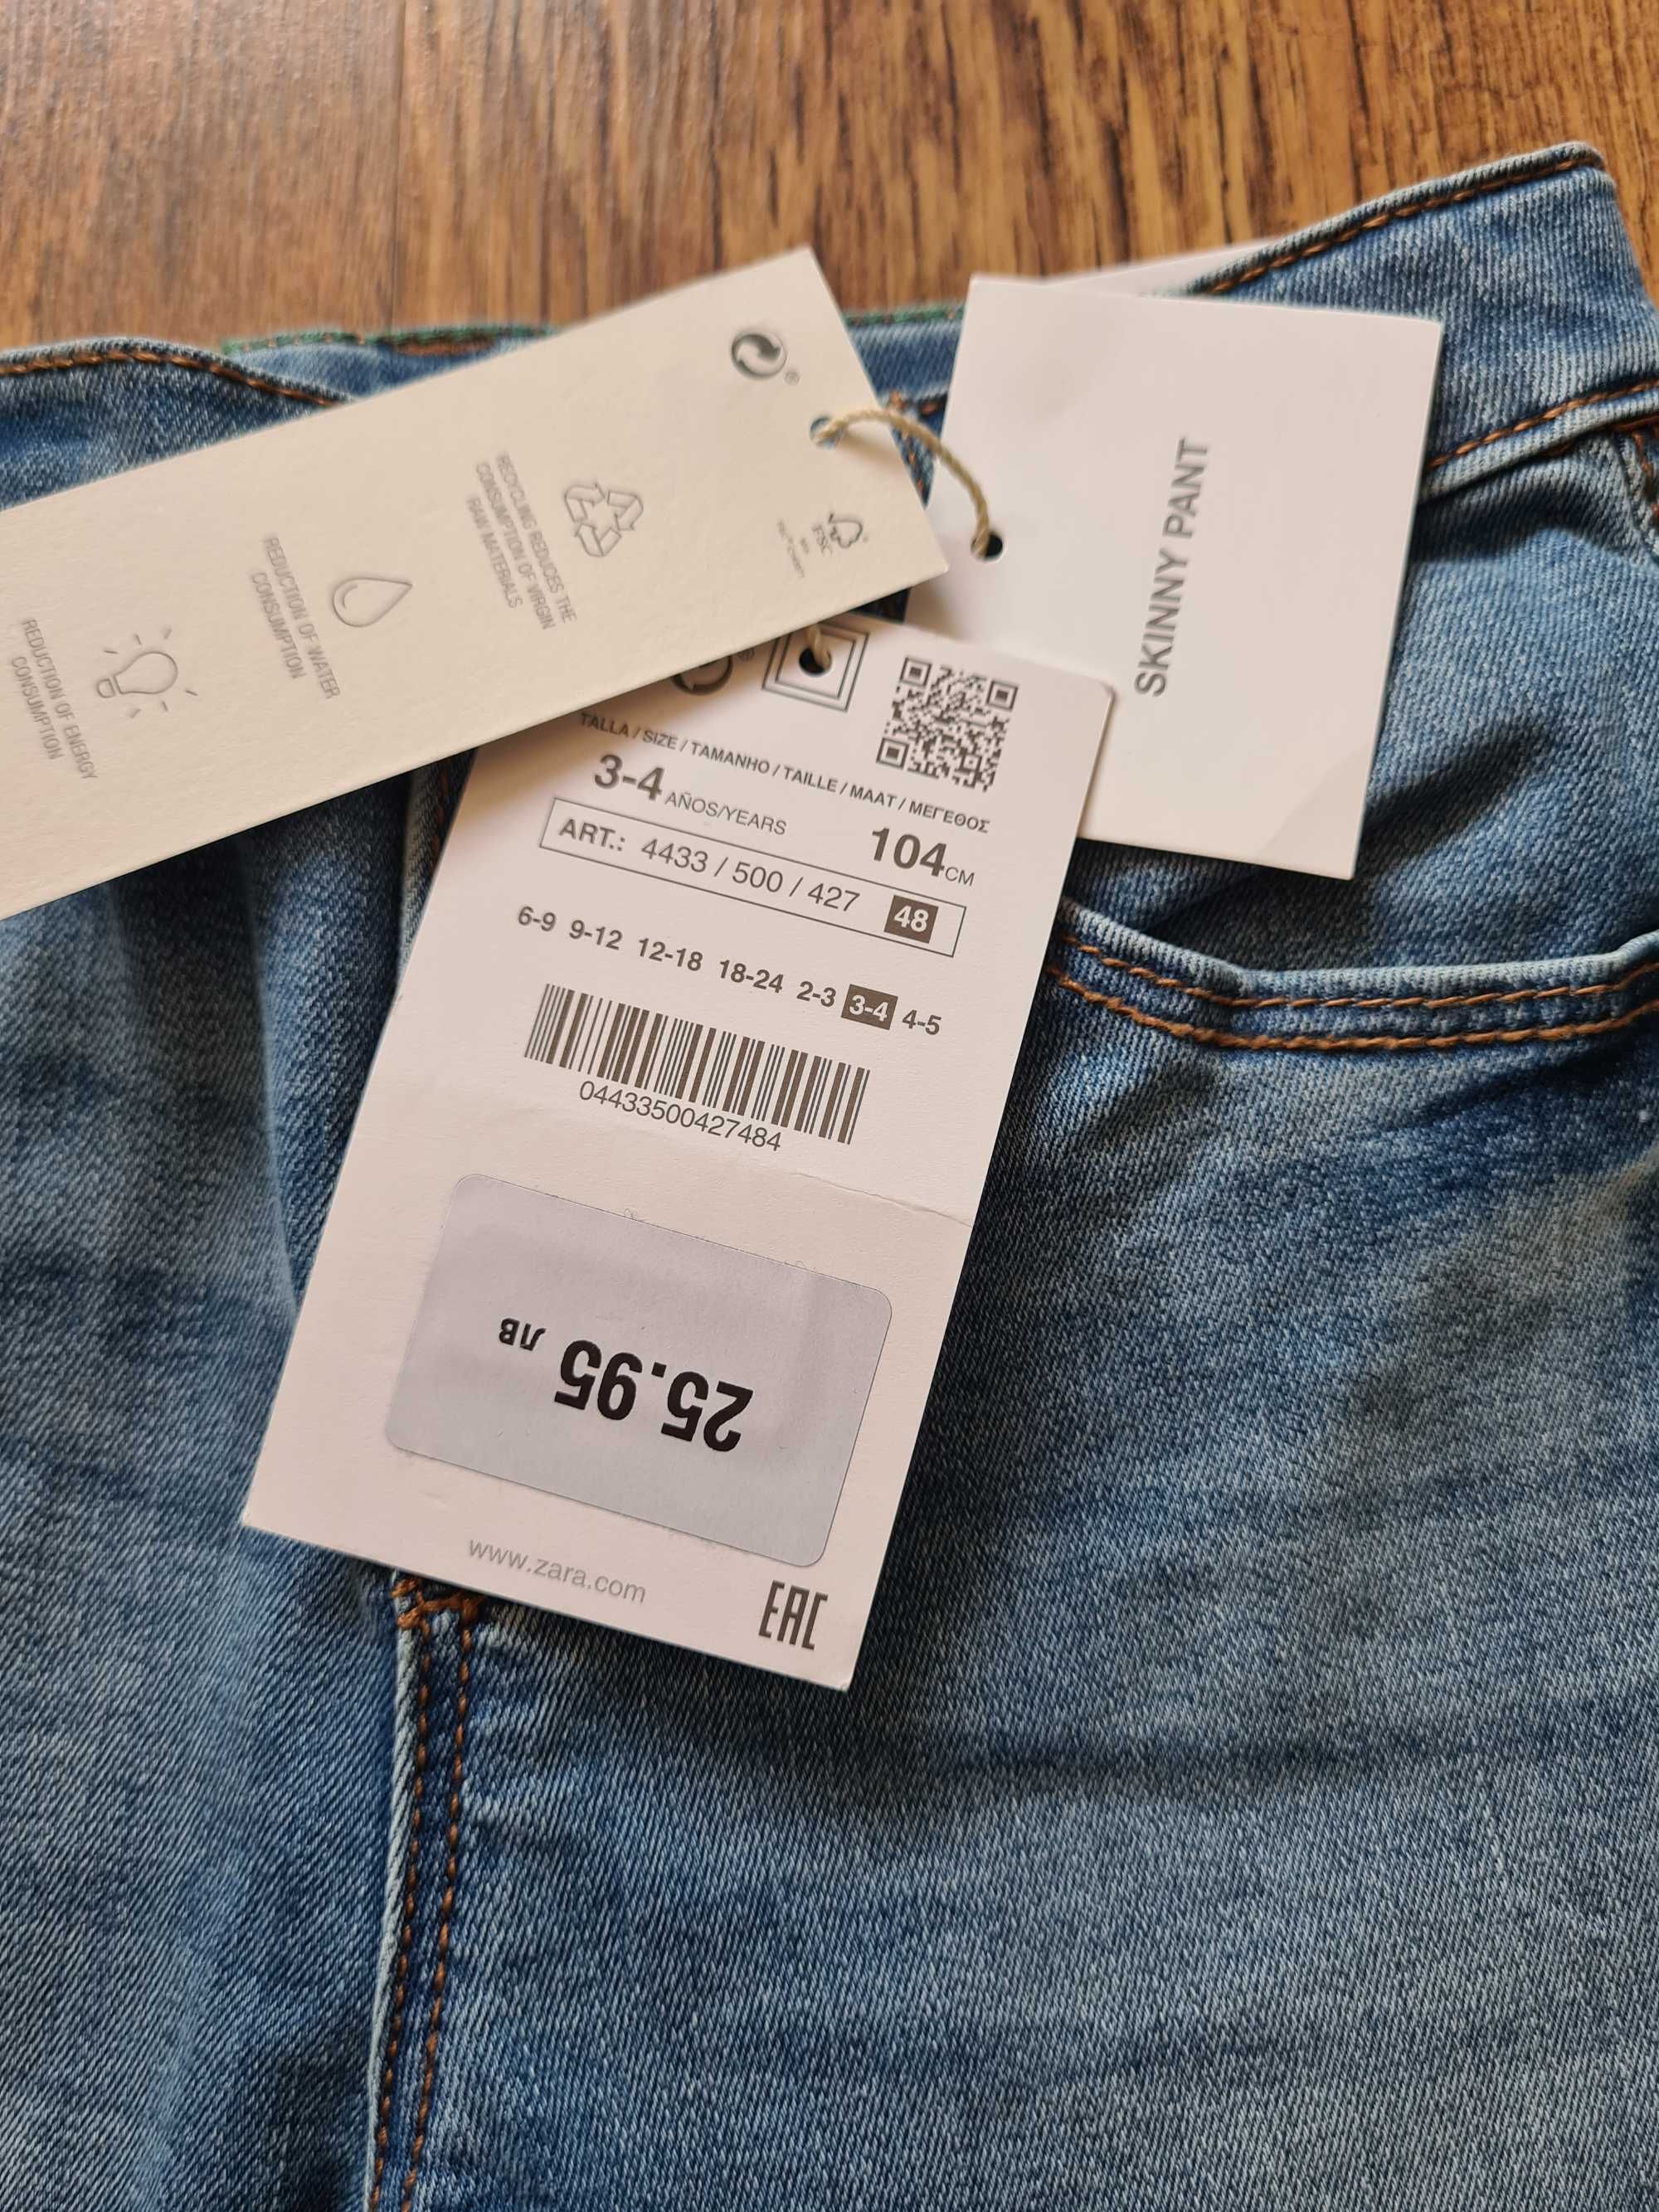 REDUCTION OF ENERGY
CONSUMPTION
REDUCTION OF WATER
CONSUMPTION
RECYCLING REDUCES THE
CONSUMPTION OF VIRGIN
RAW MATERIALS
FSC
SKINNY PANT
TALLA / SIZE / TAMANHO / TAILLE / MAAT / ΜΕΓΕΘΟΣ
3-4 AÑOS/YEARS
104CM
ART.: 4433 / 500 / 427 48
6-9 9-12 12-18 18-24 2-3 3-4 4-5
04433500427484
25.95 лв
www.zara.com
EAC